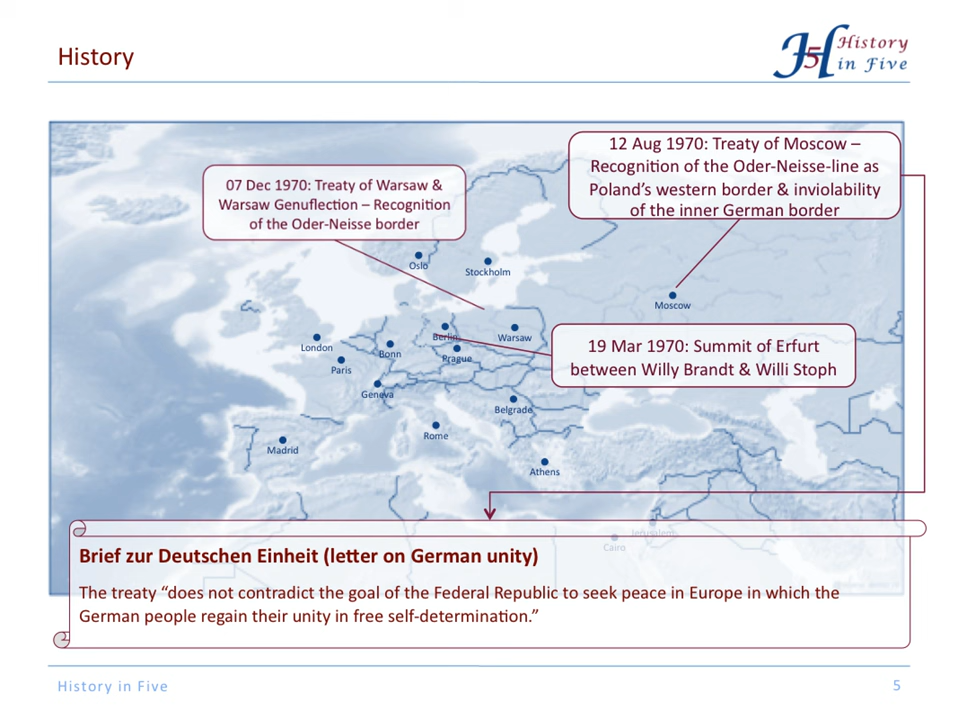 History
History
in Five
12 Aug 1970: Treaty of Moscow –
Recognition of the Oder-Neisse-line as
Poland’s western border & inviolability
of the inner German border
07 Dec 1970: Treaty of Warsaw &
Warsaw Genuflection – Recognition
of the Oder-Neisse border
Oslo
Stockholm
Moscow
Berlin
Warsaw
London
Bonn
Prague
Paris
19 Mar 1970: Summit of Erfurt
between Willy Brandt & Willi Stoph
Geneva
Belgrade
Rome
Madrid
Athens
Jerusalem
Cairo
Brief zur Deutschen Einheit (letter on German unity)
The treaty “does not contradict the goal of the Federal Republic to seek peace in Europe in which the
German people regain their unity in free self-determination.”
History in Five
5